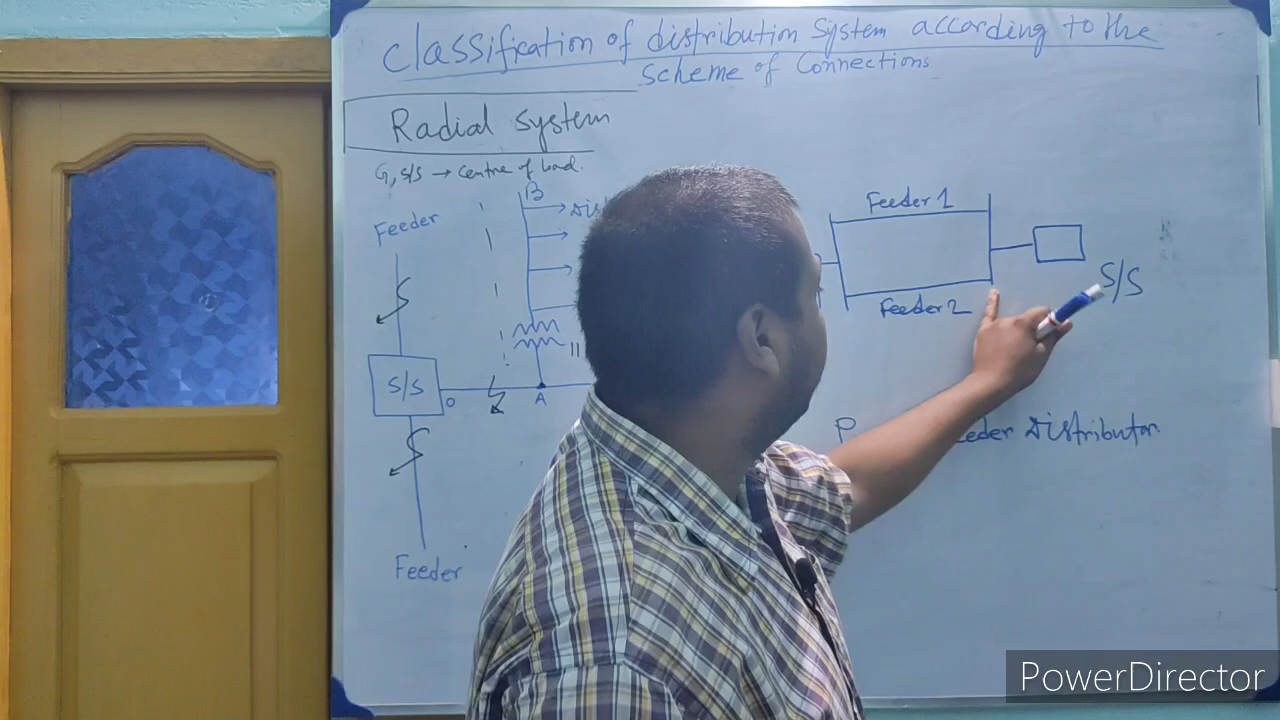 Classification of distribution System according to the
Scheme of Connections
Radial system
G, S/S → Centre of load.
Feeder
B
S/S
O
A
Feeder
Feeder 1
Feeder 2
S/S
Distributor
PowerDirector